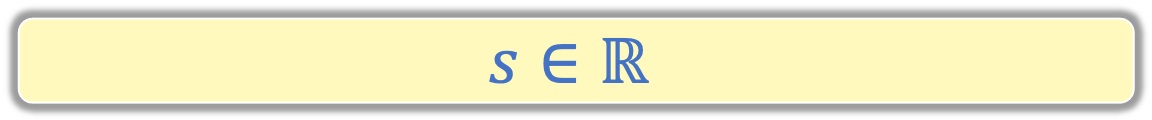 𝑠 ∈ ℝ